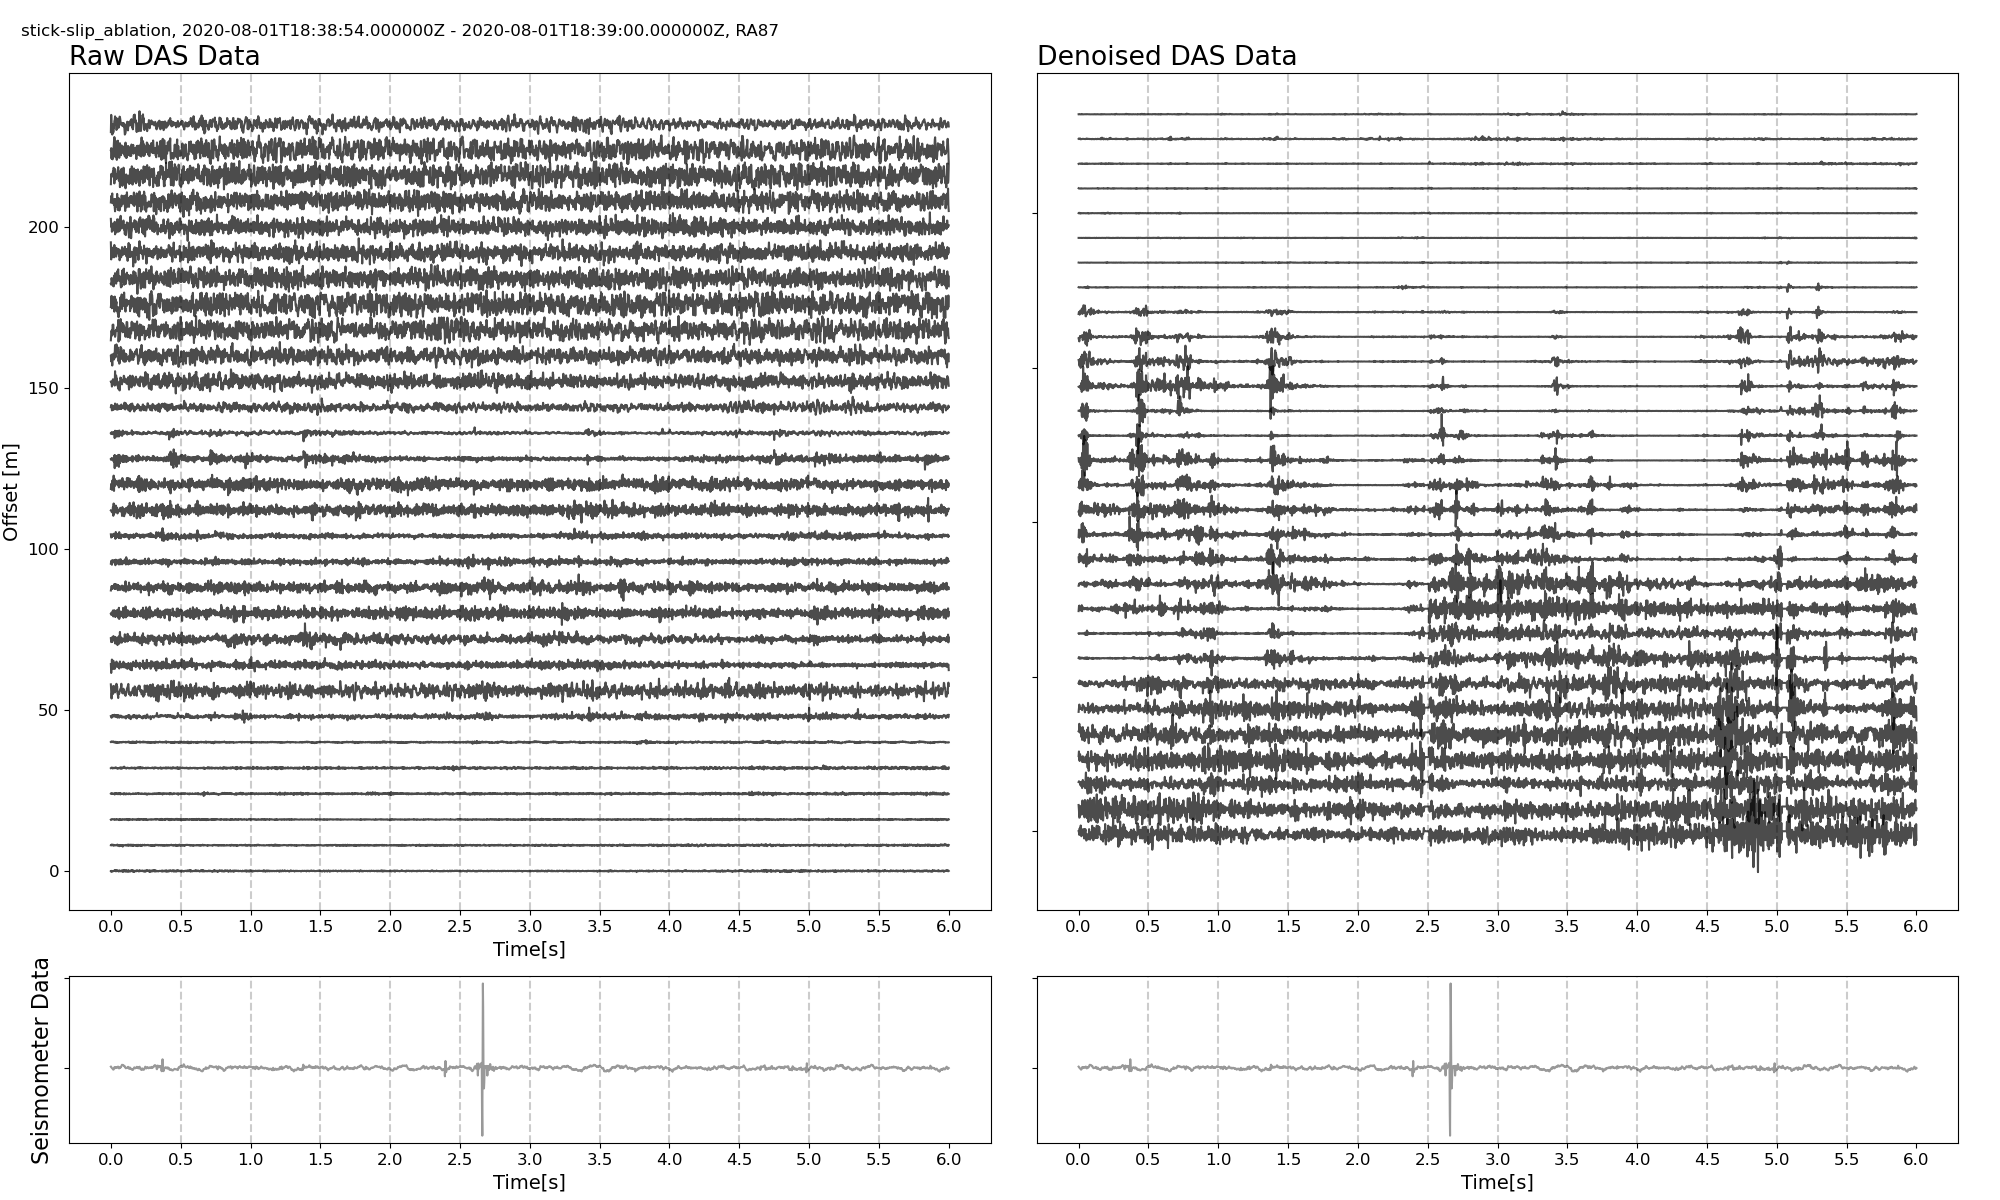 stick-slip_ablation, 2020-08-01T18:38:54.000000Z - 2020-08-01T18:39:00.000000Z, RA87
Raw DAS Data
Denoised DAS Data
Offset [m]
200
150
100
50
0
0.0 0.5 1.0 1.5 2.0 2.5 3.0 3.5 4.0 4.5 5.0 5.5 6.0
Time[s]
0.0 0.5 1.0 1.5 2.0 2.5 3.0 3.5 4.0 4.5 5.0 5.5 6.0
Seismometer Data
0.0 0.5 1.0 1.5 2.0 2.5 3.0 3.5 4.0 4.5 5.0 5.5 6.0
Time[s]
0.0 0.5 1.0 1.5 2.0 2.5 3.0 3.5 4.0 4.5 5.0 5.5 6.0
Time[s]